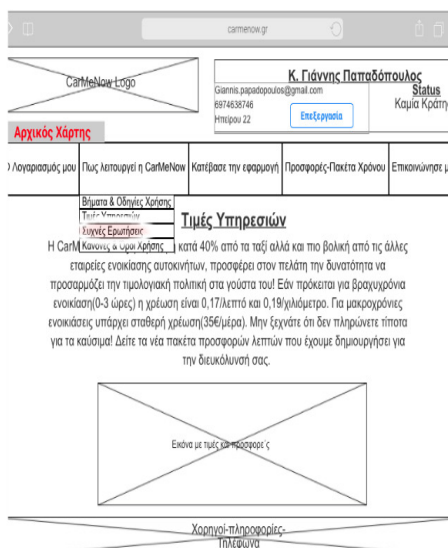 carmenow.gr
CarMeNow Logo
Κ. Γιάννης Παπαδόπουλος
Giannis.papadopoulos@gmail.com
6974638746
Ηπείρου 22
Επεξεργασία
Status
Καμία Κράτη
Αρχικός Χάρτης
Λογαριασμός μου
Πως λειτουργεί η CarMeNow
Κατέβασε την εφαρμογή
Προσφορές-Πακέτα Χρόνου
Επικοινώνησε μ
Βήματα & Οδηγίες Χρήσης
Τιμές Υπηρεσιών
Συχνές Ερωτήσεις
Κανόνες & Όροι Χρήσης
Τιμές Υπηρεσιών
Η CarM κατά 40% από τα ταξί αλλά και πιο βολική από τις άλλες
εταιρείες ενοικίασης αυτοκινήτων, προσφέρει στον πελάτη την δυνατότητα να
προσαρμόζει την τιμολογιακή πολιτική στα γούστα του! Εάν πρόκειται για βραχυχρόνια
ενοικίαση(0-3 ώρες) η χρέωση είναι 0,17/λεπτό και 0,19/χιλιόμετρο. Για μακροχρόνιες
ενοικιάσεις υπάρχει σταθερή χρέωση(35€/μέρα). Μην ξεχνάτε ότι δεν πληρώνετε τίποτα
για τα καύσιμα! Δείτε τα νέα πακέτα προσφορών λεπτών που έχουμε δημιουργήσει για
την διευκόλυνσή σας.
Εικόνα με τιμές και προσφορές
Χορηγοί-πληροφορίες-
Τηλέφωνα